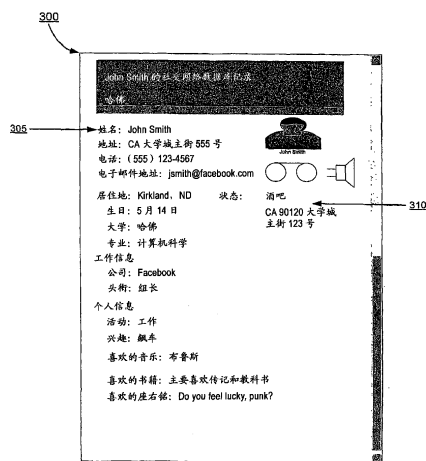 300
John Smith 的社交网络数据库纪录
哈佛
305
姓名：John Smith
地址：CA 大学城主街 555 号
电话：(555) 123-4567
电子邮件地址：jsmith@facebook.com
John Smith
居住地：Kirkland，ND 状态：酒吧
CA 90120 大学城
主街 123 号
310
生日：5 月 14 日
大学：哈佛
专业：计算机科学
工作信息
公司：Facebook
头衔：组长
个人信息
活动：工作
兴趣：飙车
喜欢的音乐：布鲁斯
喜欢的书籍：主要喜欢传记和教科书
喜欢的座右铭：Do you feel lucky, punk?